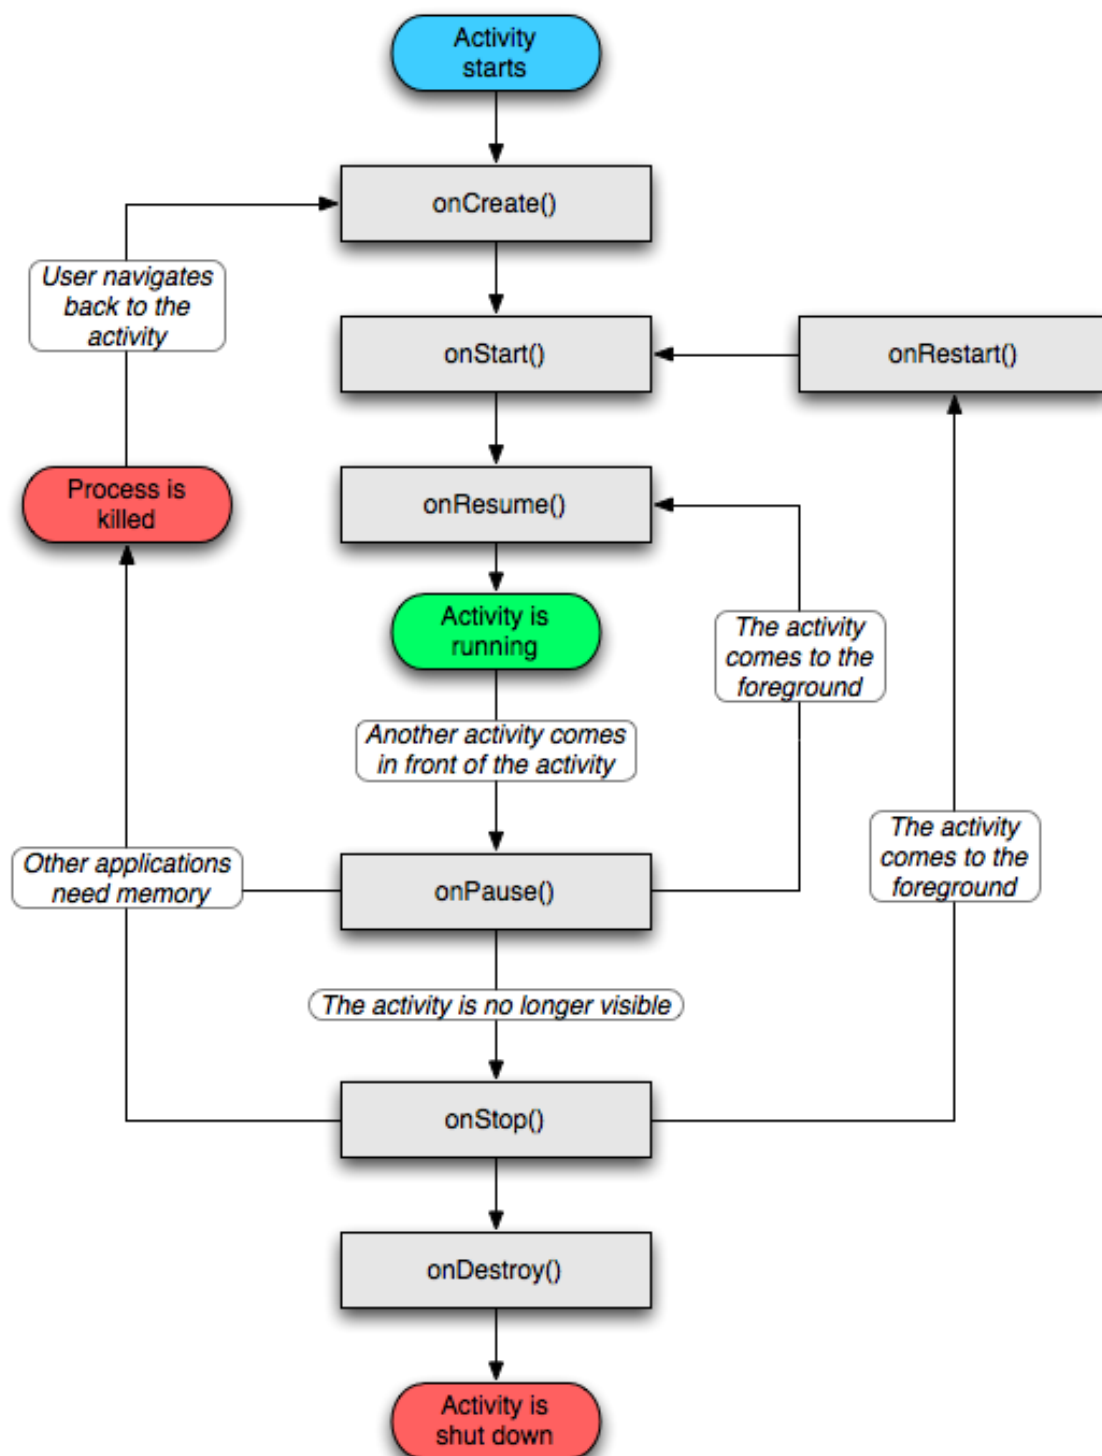 Activity
starts
onCreate()
User navigates
back to the
activity
onStart()
onRestart()
Process is
killed
onResume()
Activity is
running
The activity
comes to the
foreground
Another activity comes
in front of the activity
The activity
comes to the
foreground
Other applications
need memory
onPause()
The activity is no longer visible
onStop()
onDestroy()
Activity is
shut down